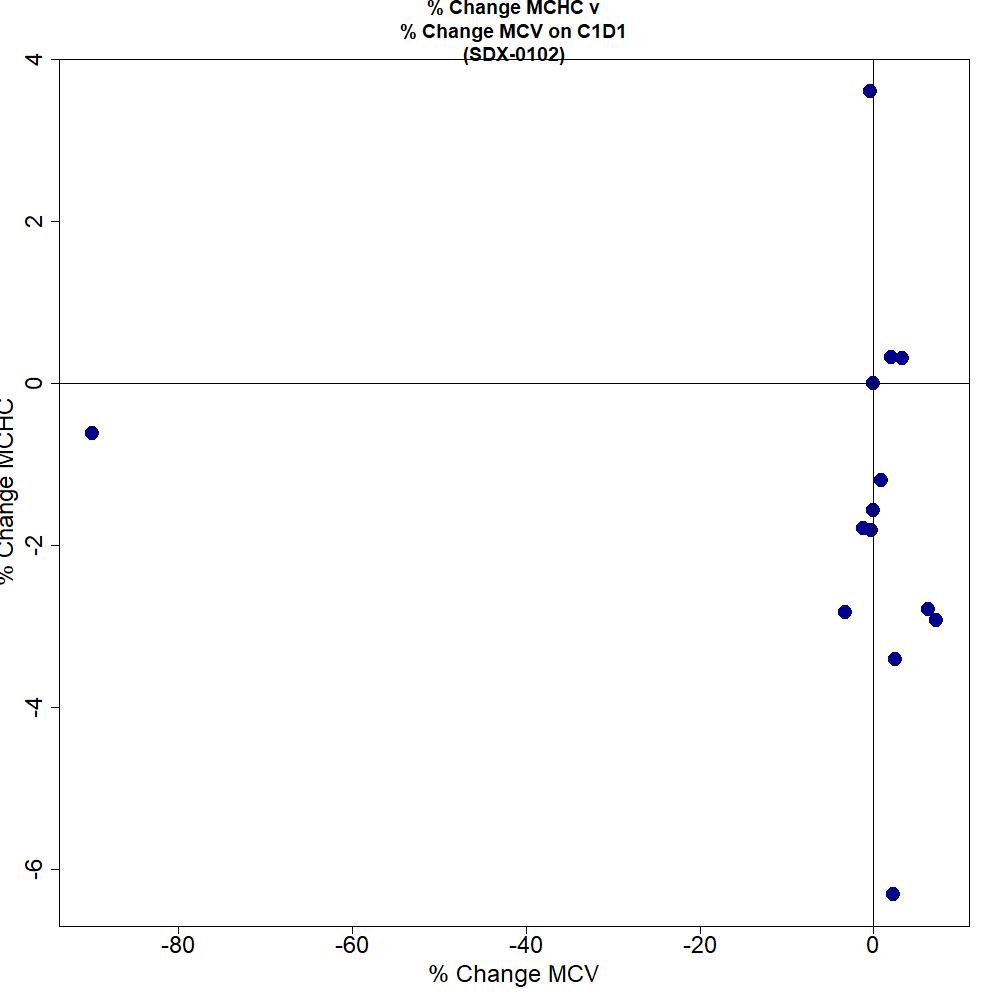 % Change MCHC v
% Change MCV on C1D1
(SDX-0102)
4
2
0
-2
-4
-6
% Change MCHC
-80
-60
-40
-20
0
% Change MCV